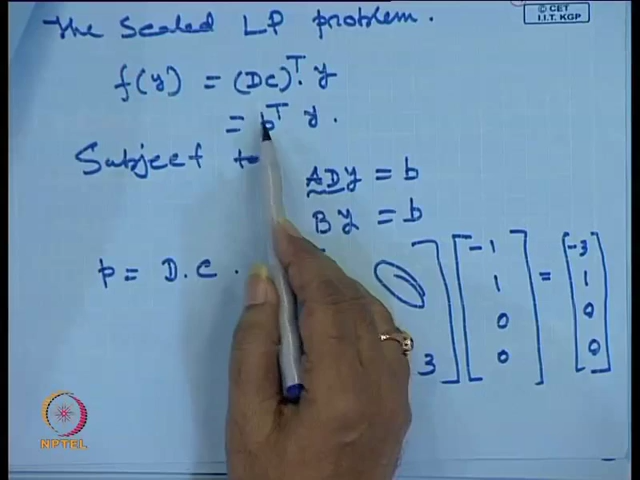 The Scaled LP problem.
© CET
I.I.T. KGP
f(y) = (DC)ᵀ. y
= pᵀ y.
Subject to
ADy = b
By = b
p = D.C.
3] [-1 1 0 0] = [-3 1 0 0]
NPTEL